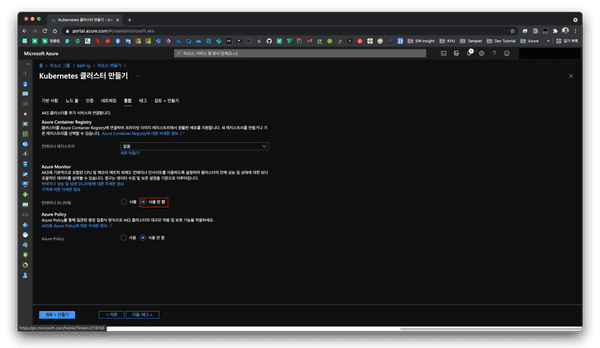 Kubernetes 클러스터 만들기 - M
portal.azure.com/#create/microsoft.aks
SW Insight
KPU
Templet
Dev Tutorial
Azure
읽기 목록
Microsoft Azure
리소스, 서비스 및 문서 검색(G+/)
홈 > 리소스 그룹 > > 리소스 만들기 >
Kubernetes 클러스터 만들기
기본 사항 노드 풀 인증 네트워킹 통합 태그 검토 + 만들기
AKS 클러스터를 추가 서비스와 연결합니다.
Azure Container Registry
클러스터를 Azure Container Registry에 연결하여 프라이빗 이미지 레지스트리에서 원활한 배포를 지원합니다. 새 레지스트리를 만들거나 기
존 레지스트리를 선택할 수 있습니다. Azure Container Registry에 대한 자세한 정보
컨테이너 레지스트리
없음
새로 만들기
Azure Monitor
AKS에 기본적으로 포함된 CPU 및 메모리 메트릭 외에도 컨테이너 인사이트를 사용하도록 설정하여 클러스터의 전체 성능 및 상태에 대한 보다
포괄적인 데이터를 살펴볼 수 있습니다. 청구는 데이터 수집 및 보존 설정을 기반으로 이루어집니다.
컨테이너 성능 및 상태 모니터링에 대한 자세한 정보
가격에 대한 자세한 정보
컨테이너 모니터링
사용
사용 안 함
Azure Policy
Azure Policy를 통해 일관된 중앙 집중식 방식으로 AKS 클러스터의 대규모 적용 및 보호 기능을 적용하세요.
AKS용 Azure Policy에 대한 자세한 정보
Azure Policy
사용
사용 안 함
검토 + 만들기
< 이전
다음: 태그 >